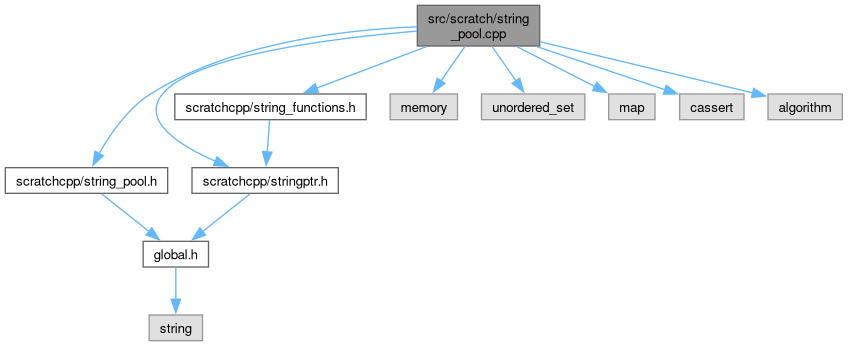 src/scratch/string
_pool.cpp
scratchcpp/string_functions.h
memory
unordered_set
map
cassert
algorithm
scratchcpp/string_pool.h
scratchcpp/stringptr.h
global.h
string